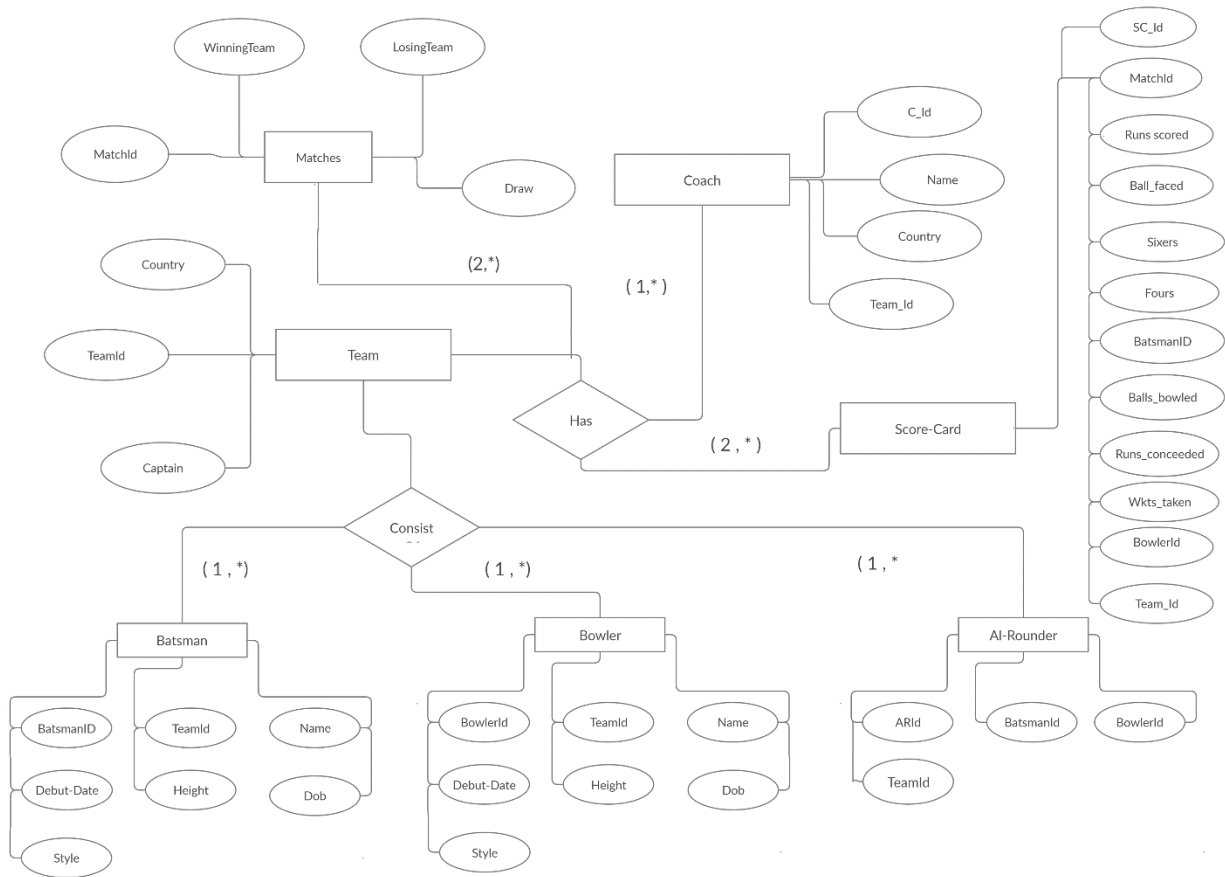 WinningTeam
LosingTeam
MatchId
Matches
Draw
SC_Id
MatchId
Runs scored
Ball_faced
Sixers
Fours
BatsmanID
Balls_bowled
Runs_conceeded
Wkts_taken
BowlerId
Team_Id
C_Id
Coach
Name
Country
Team_Id
(2,*)
( 1,* )
Country
TeamId
Team
Captain
Has
( 2 , * )
Score-Card
Consist
( 1 , *)
( 1 , *)
( 1 , *
Batsman
BatsmanID
TeamId
Name
Debut-Date
Height
Dob
Style
Bowler
BowlerId
TeamId
Name
Debut-Date
Height
Dob
Style
Al-Rounder
ARId
BatsmanId
BowlerId
TeamId